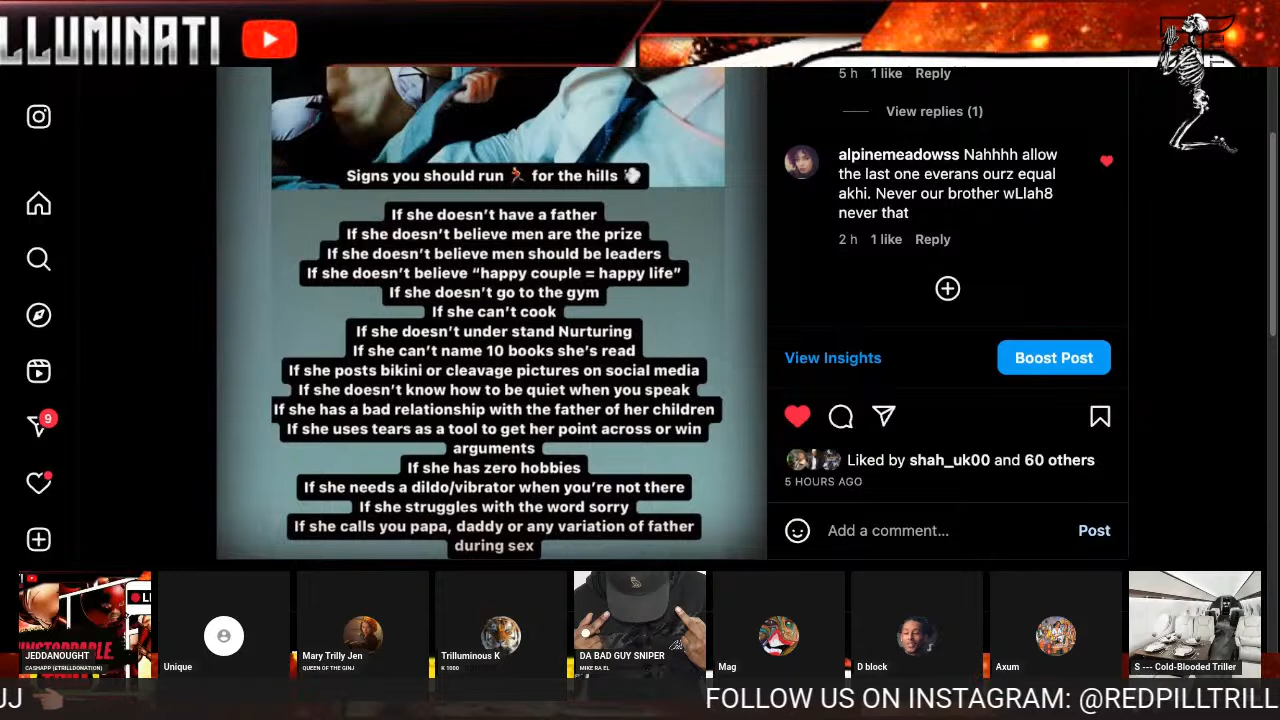 LLUMINATI
5 h 1 like Reply
View replies (1)
alpinemeadowss Nahhhh allow
the last one everans ourz equal
akhi. Never our brother wLlah8
never that
2 h 1 like Reply
Signs you should run 🏃 for the hills 💨
If she doesn't have a father
If she doesn't believe men are the prize
If she doesn't believe men should be leaders
If she doesn't believe “happy couple = happy life”
If she doesn't go to the gym
If she can't cook
If she doesn't under stand Nurturing
If she can't name 10 books she's read
If she posts bikini or cleavage pictures on social media
If she doesn't know how to be quiet when you speak
If she has a bad relationship with the father of her children
If she uses tears as a tool to get her point across or win
arguments
If she has zero hobbies
If she needs a dildo/vibrator when you're not there
If she struggles with the word sorry
If she calls you papa, daddy or any variation of father
during sex
View Insights
Boost Post
9
Liked by shah_uk00 and 60 others
5 HOURS AGO
Add a comment...
Post
JEDDANOUGHT
CASHAPP (£TRILLDONATION)
Unique
Mary Trilly Jen
QUEEN OF THE GINJ
Trilluminous K
K 1000
DA BAD GUY SNIPER
MIKE RA EL
Mag
D block
Axum
S --- Cold-Blooded Triller
JJ
FOLLOW US ON INSTAGRAM: @REDPILLTRILL